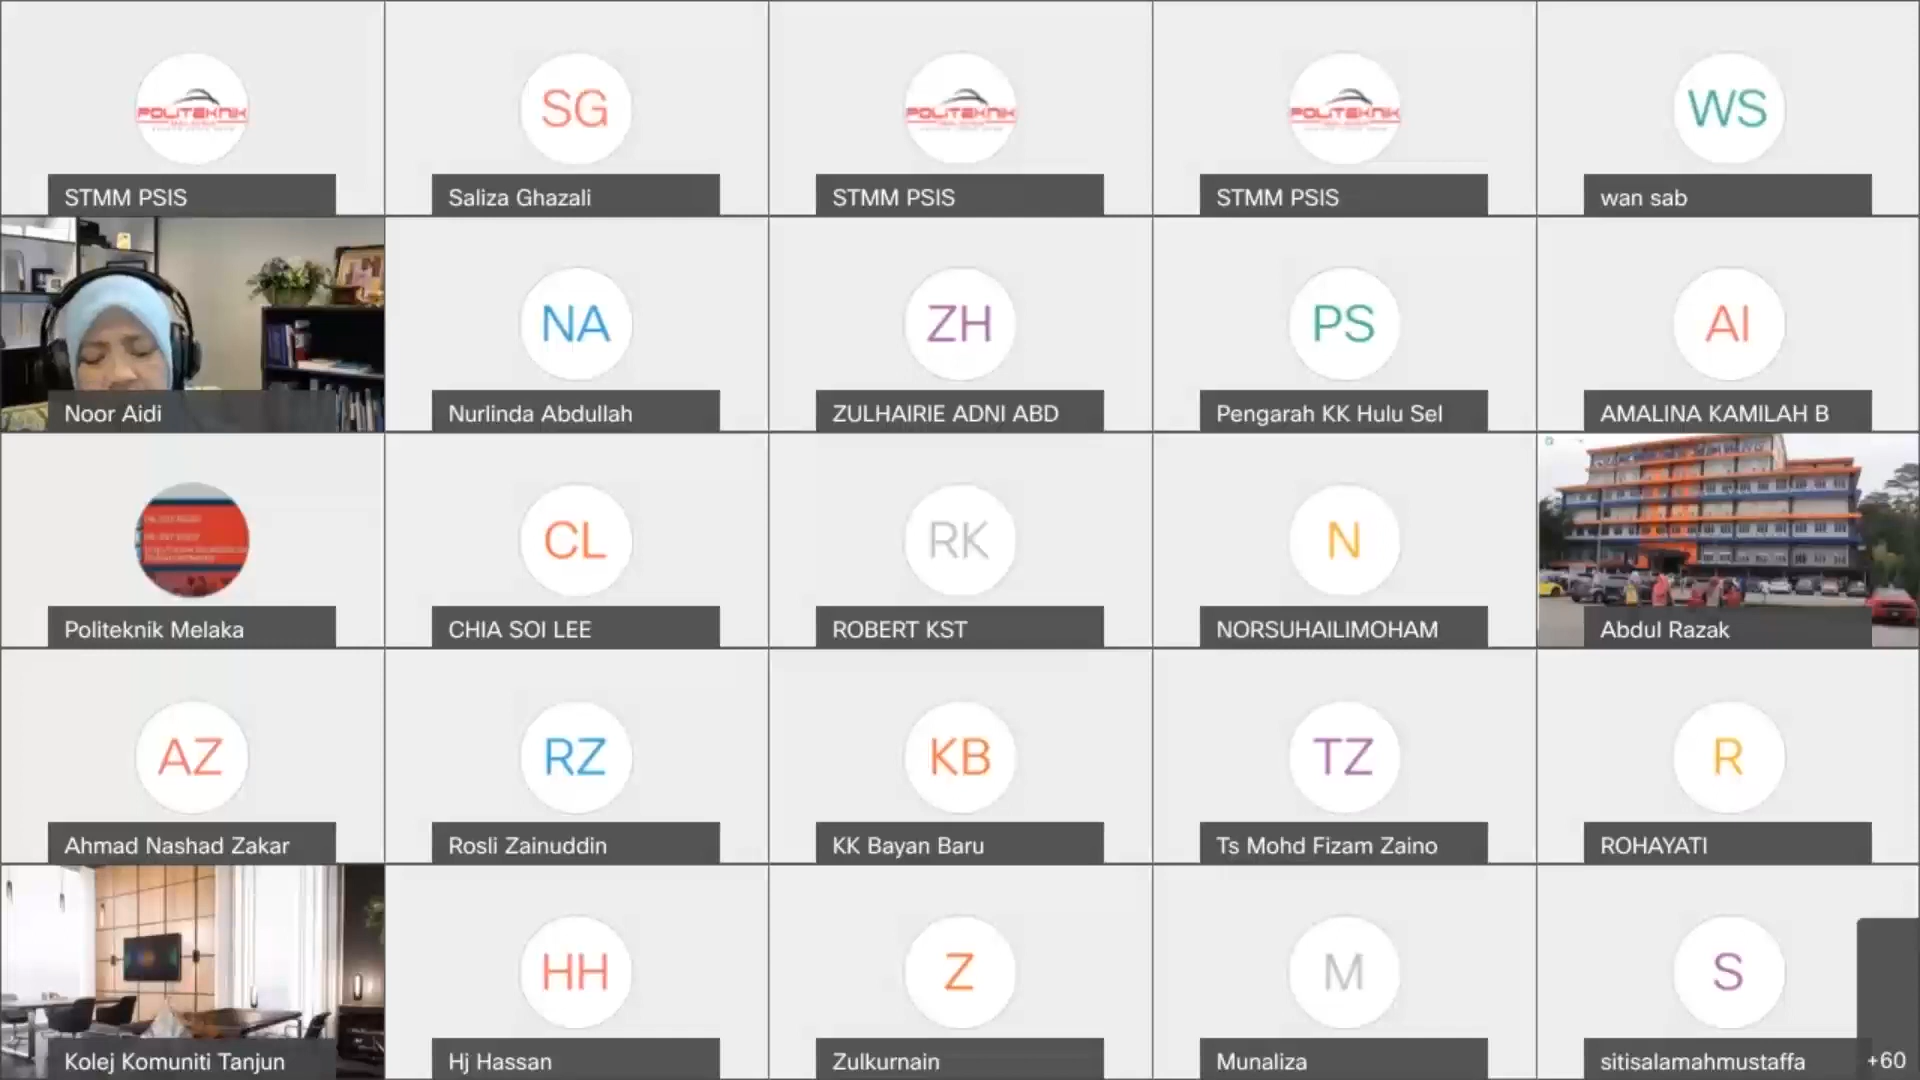 POLITEKNIK
STMM PSIS
SG
Saliza Ghazali
POLITEKNIK
STMM PSIS
POLITEKNIK
STMM PSIS
WS
wan sab
Noor Aidi
NA
Nurlinda Abdullah
ZH
ZULHAIRIE ADNI ABD
PS
Pengarah KK Hulu Sel
AI
AMALINA KAMILAH B
Politeknik Melaka
CL
CHIA SOI LEE
RK
ROBERT KST
N
NORSUHAILIMOHAM
Abdul Razak
AZ
Ahmad Nashad Zakar
RZ
Rosli Zainuddin
KB
KK Bayan Baru
TZ
Ts Mohd Fizam Zaino
R
ROHAYATI
Kolej Komuniti Tanjun
HH
Hj Hassan
Z
Zulkurnain
M
Munaliza
S
sitisalamahmustaffa
+60